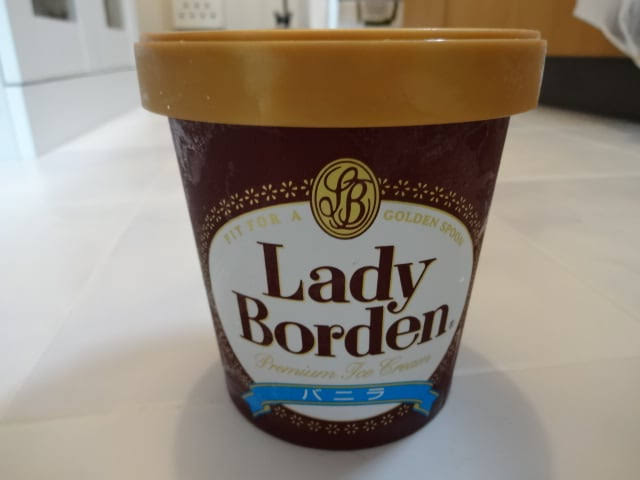 LB
FIT FOR A GOLDEN SPOON
Lady
Borden®
Premium Ice Cream
バニラ